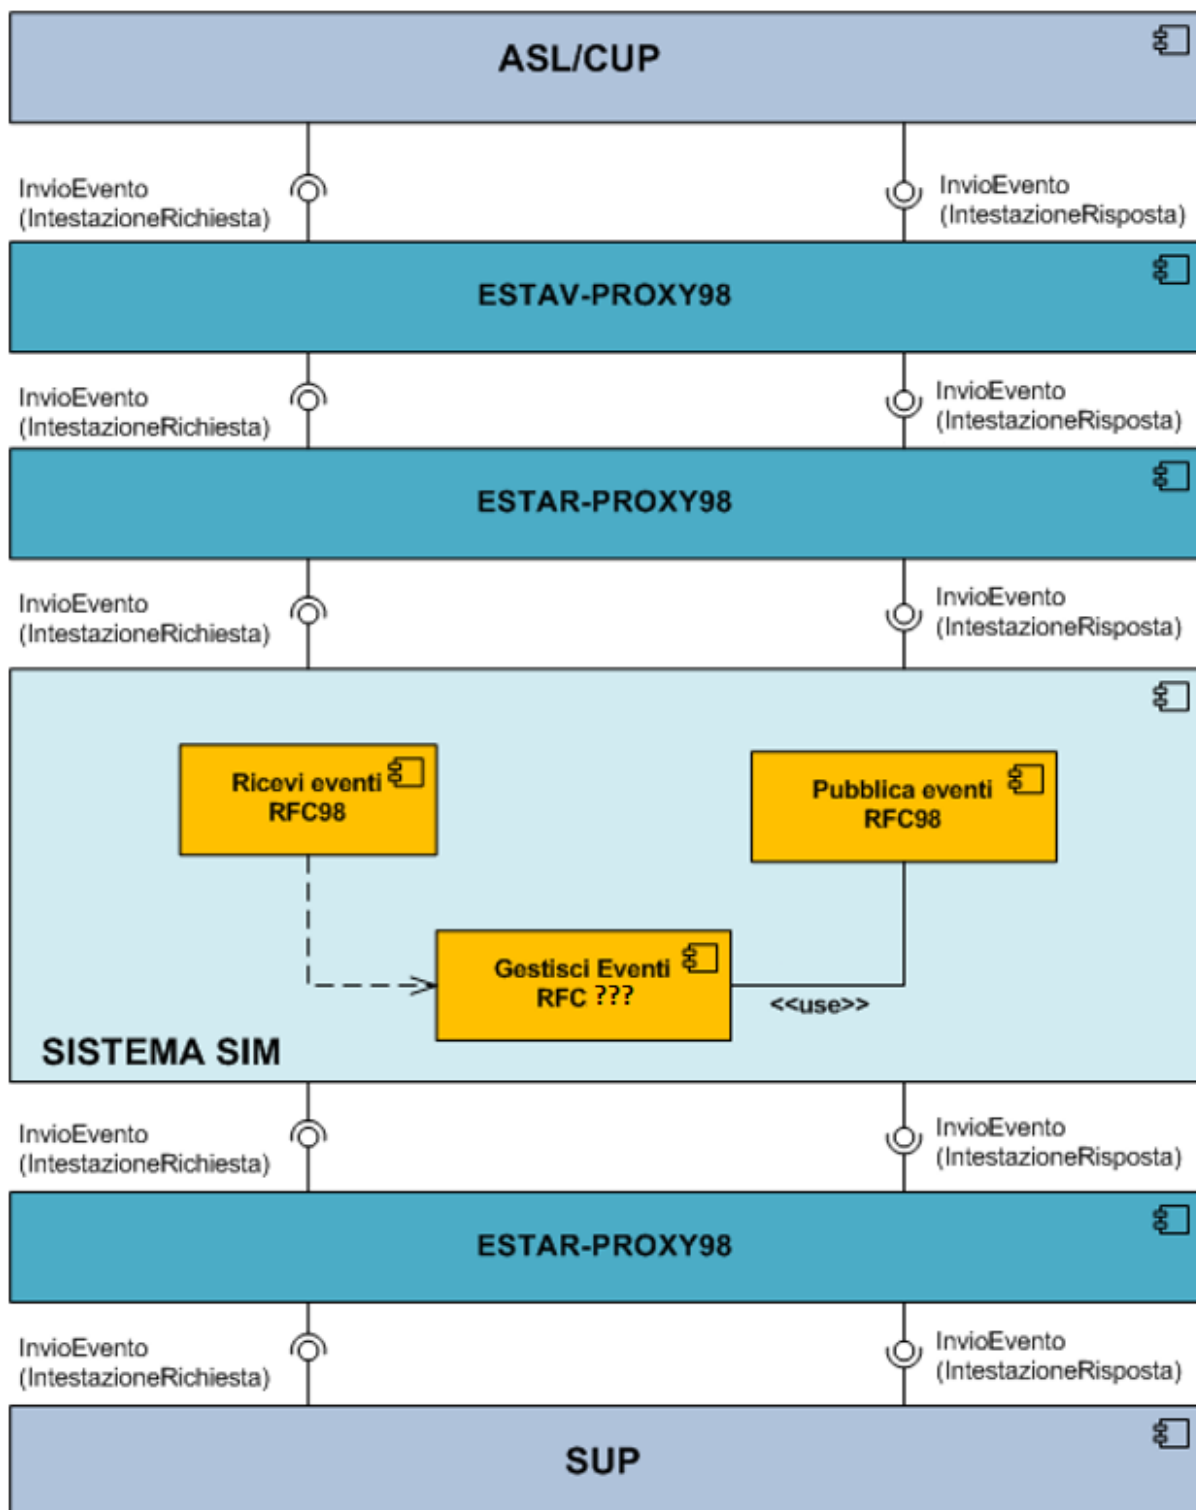 ASL/CUP
InvioEvento
(IntestazioneRichiesta)
InvioEvento
(IntestazioneRisposta)
ESTAV-PROXY98
InvioEvento
(IntestazioneRichiesta)
InvioEvento
(IntestazioneRisposta)
ESTAR-PROXY98
InvioEvento
(IntestazioneRichiesta)
InvioEvento
(IntestazioneRisposta)
Ricevi eventi
RFC98
Pubblica eventi
RFC98
Gestisci Eventi
RFC ???
<<use>>
SISTEMA SIM
InvioEvento
(IntestazioneRichiesta)
InvioEvento
(IntestazioneRisposta)
ESTAR-PROXY98
InvioEvento
(IntestazioneRichiesta)
InvioEvento
(IntestazioneRisposta)
SUP